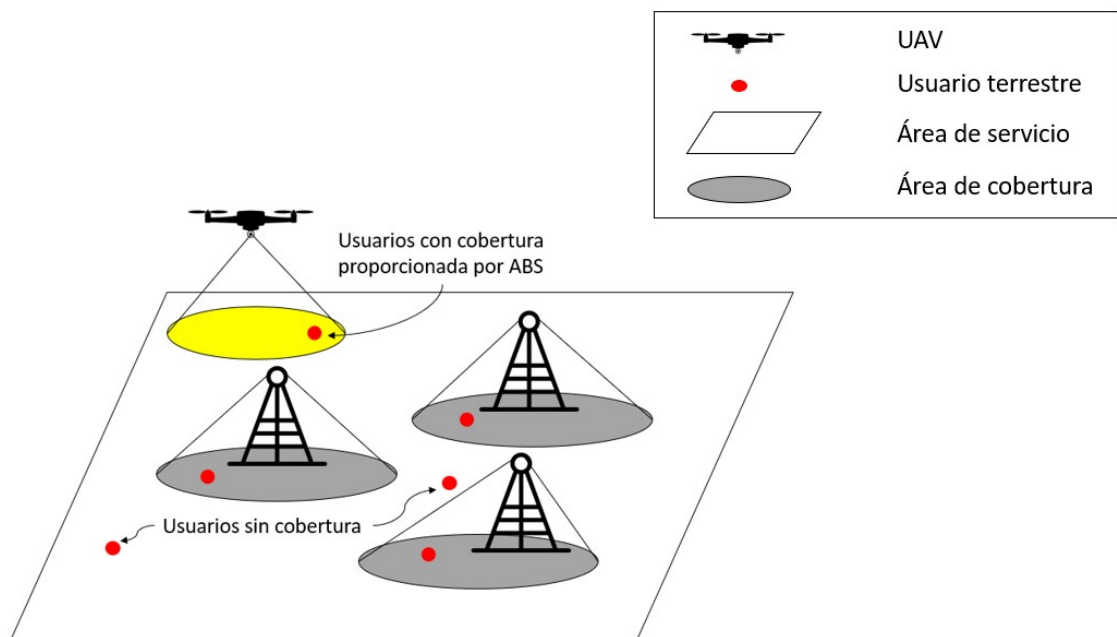 UAV
Usuario terrestre
Área de servicio
Área de cobertura
Usuarios con cobertura
proporcionada por ABS
Usuarios sin cobertura